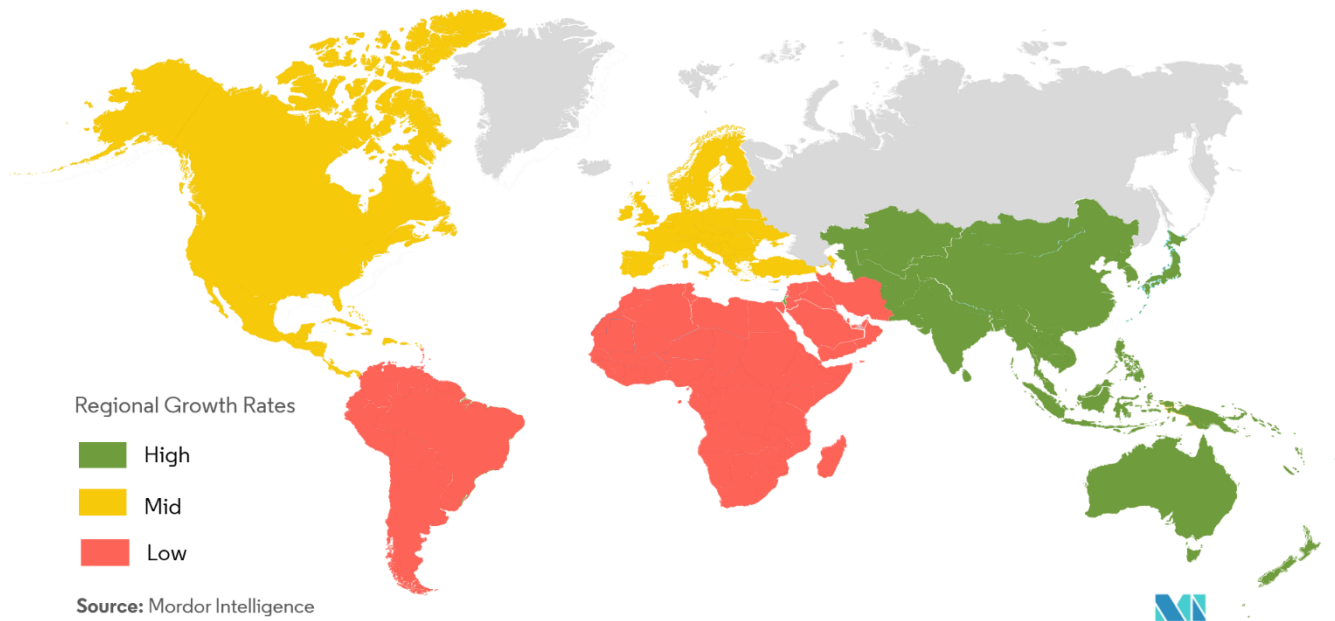 Regional Growth Rates
High
Mid
Low
Source: Mordor Intelligence